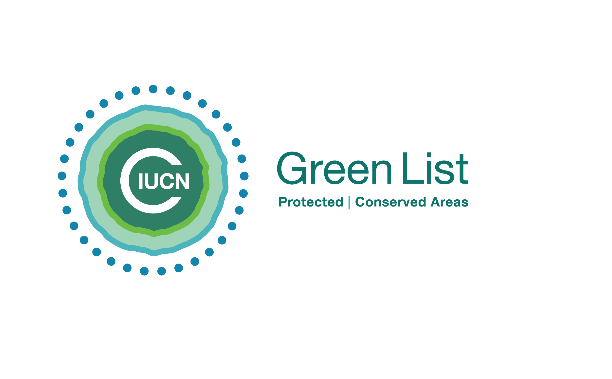 IUCN
Green List
Protected | Conserved Areas